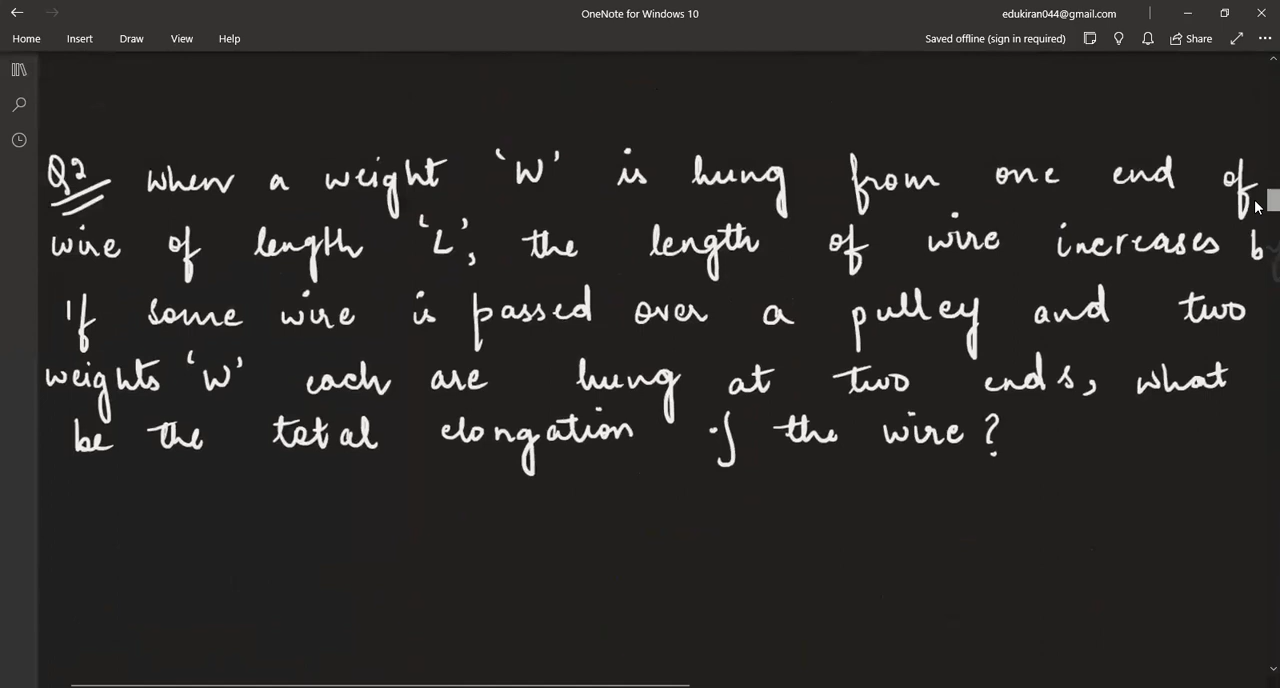 OneNote for Windows 10
edukiran044@gmail.com
Home Insert Draw View Help
Saved offline (sign in required) Share
Q2 When a weight 'W' is hung from one end of
wire of length 'L', the length of wire increases b
If some wire is passed over a pulley and two
weights 'W' each are hung at two ends, what
be the total elongation of the wire?